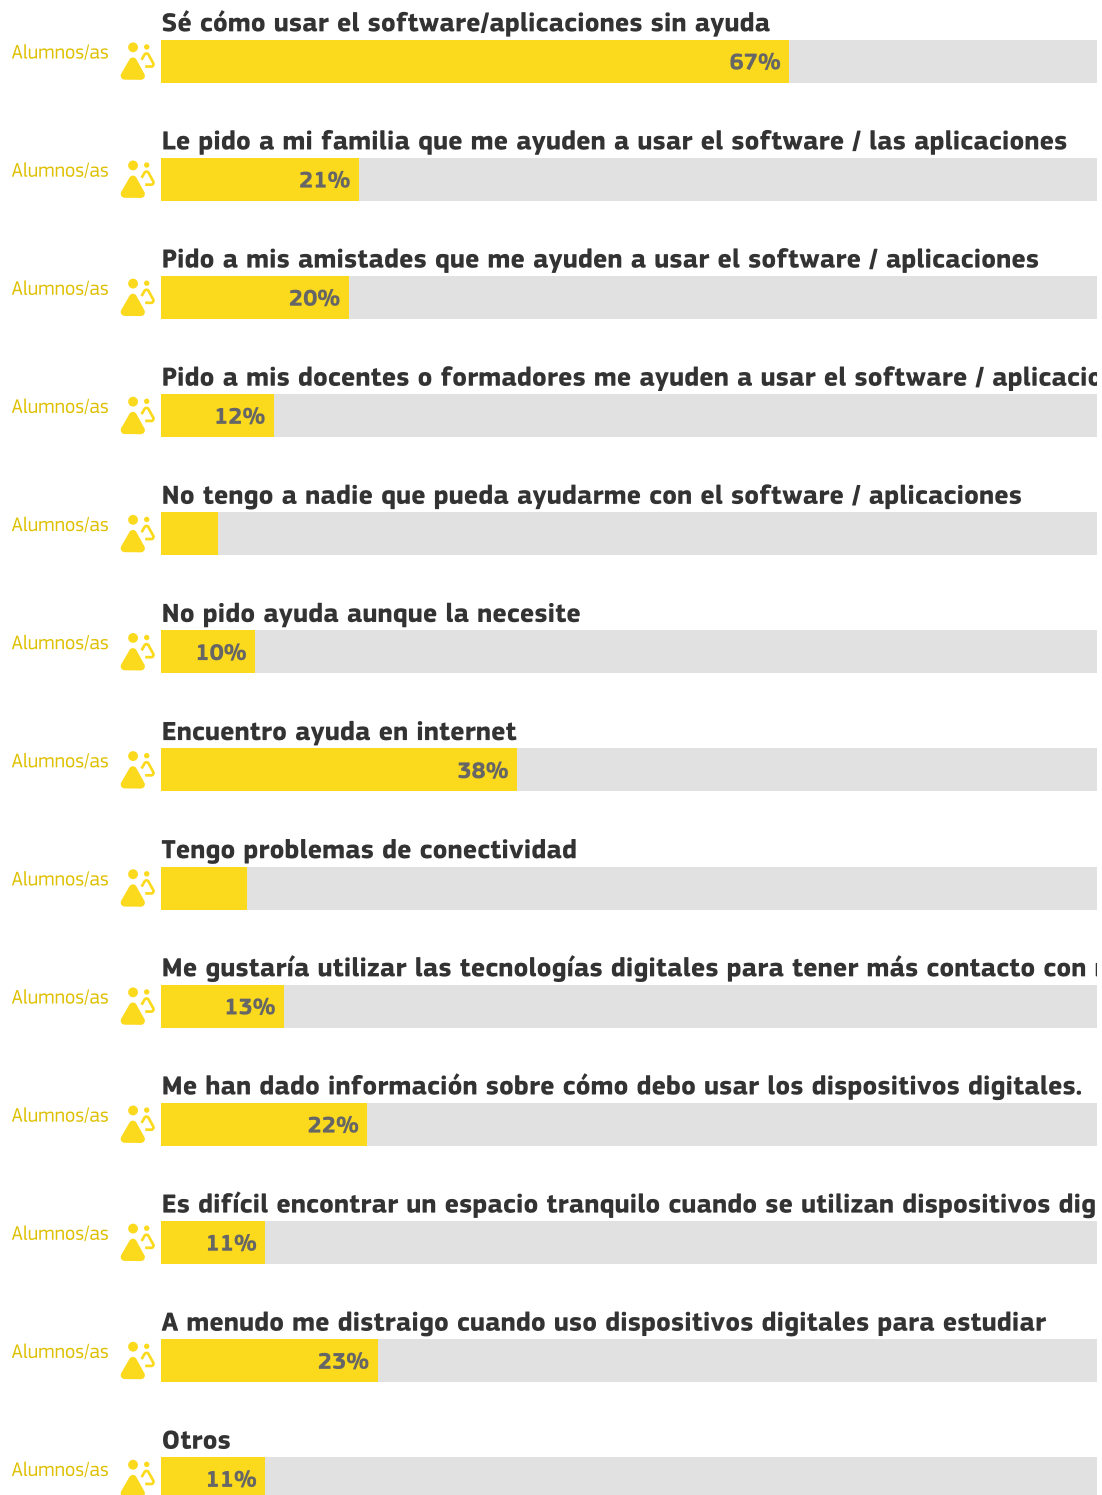 Sé cómo usar el software/aplicaciones sin ayuda
Alumnos/as
67%
Le pido a mi familia que me ayuden a usar el software / las aplicaciones
Alumnos/as
21%
Pido a mis amistades que me ayuden a usar el software / aplicaciones
Alumnos/as
20%
Pido a mis docentes o formadores me ayuden a usar el software /
Alumnos/as
12%
No tengo a nadie que pueda ayudarme con el software / aplicaciones
Alumnos/as
No pido ayuda aunque la necesite
Alumnos/as
10%
Encuentro ayuda en internet
Alumnos/as
38%
Tengo problemas de conectividad
Alumnos/as
Me gustaría utilizar las tecnologías digitales para tener más contacto con
Alumnos/as
13%
Me han dado información sobre cómo debo usar los dispositivos digitales.
Alumnos/as
22%
Es difícil encontrar un espacio tranquilo cuando se utilizan dispositivos
Alumnos/as
11%
A menudo me distraigo cuando uso dispositivos digitales para estudiar
Alumnos/as
23%
Otros
Alumnos/as
11%